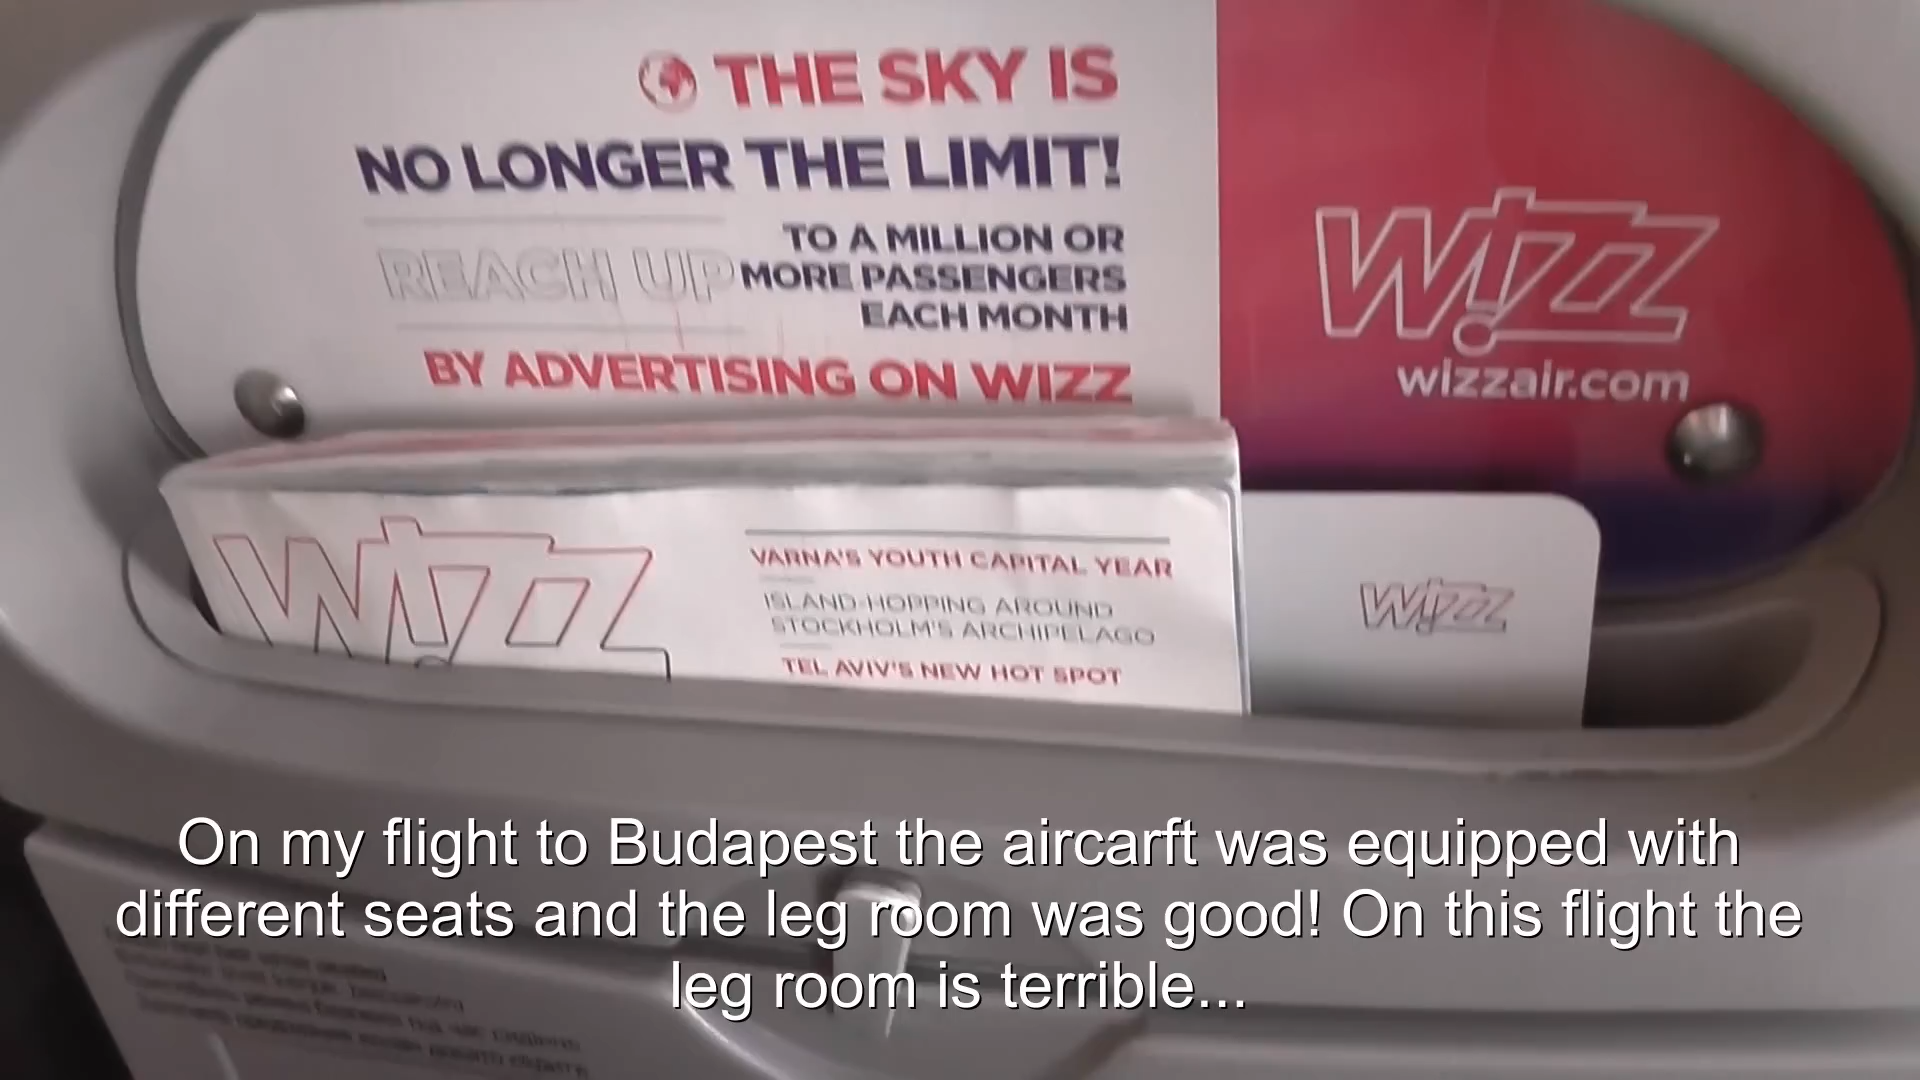 THE SKY IS
NO LONGER THE LIMIT!
REACH UP
TO A MILLION OR
MORE PASSENGERS
EACH MONTH
BY ADVERTISING ON WIZZ
WIZZ
wizzair.com
WIZZ
VARNA'S YOUTH CAPITAL YEAR
ISLAND-HOPPING AROUND
STOCKHOLM'S ARCHIPELAGO
TEL AVIV'S NEW HOT SPOT
WIZZ
On my flight to Budapest the aircarft was equipped with
different seats and the leg room was good! On this flight the
leg room is terrible...